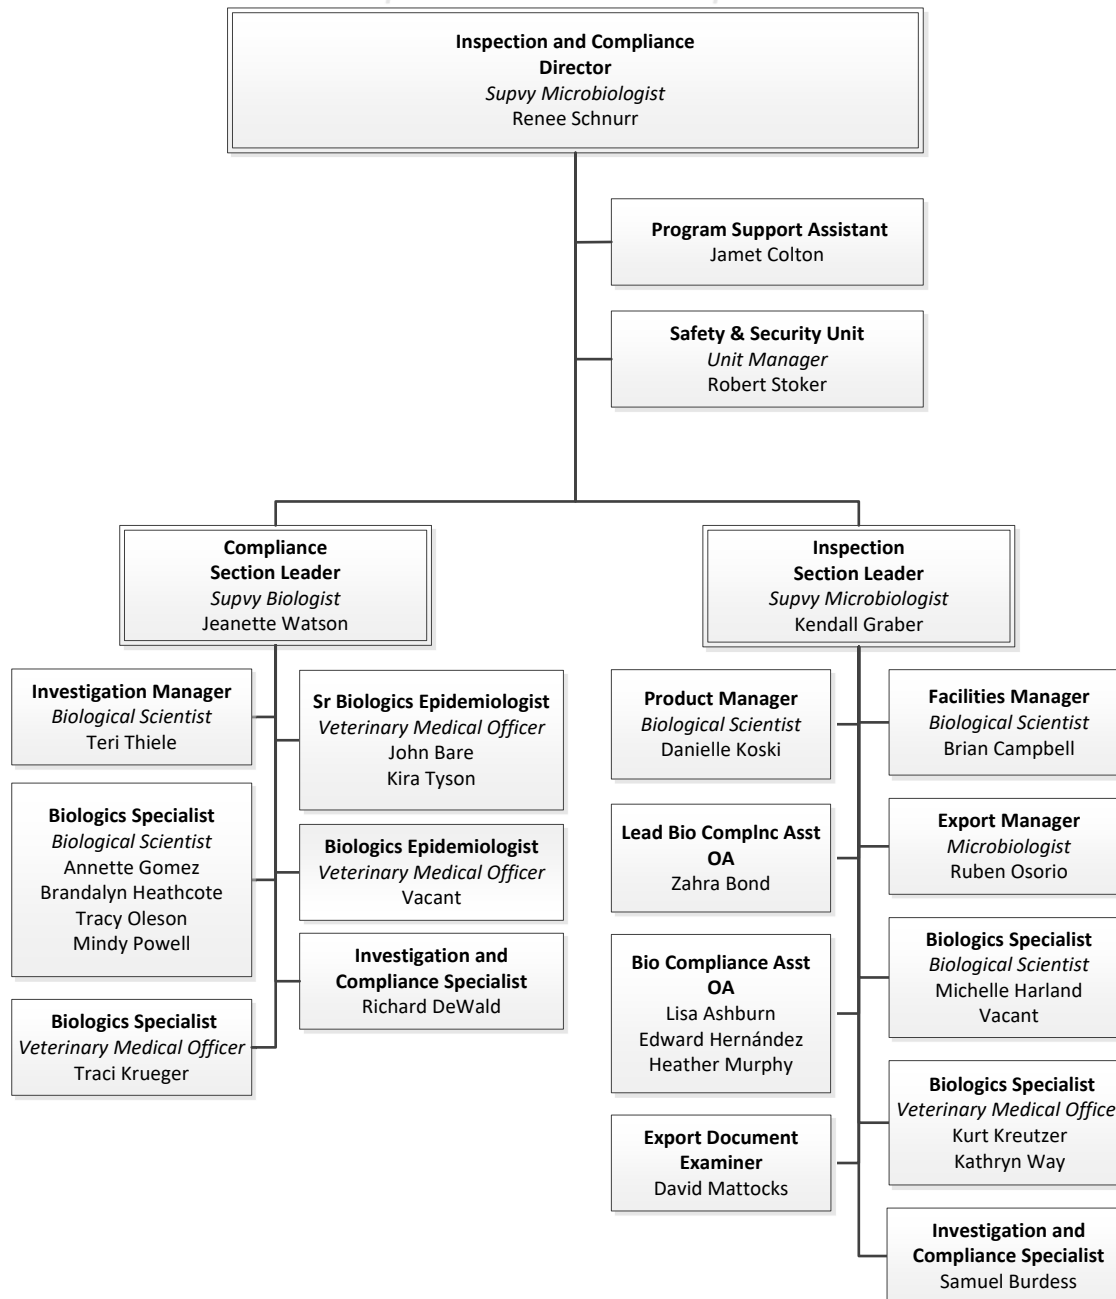 Inspection and Compliance
Director
Supvy Microbiologist
Renee Schnurr
Program Support Assistant
Jamet Colton
Safety & Security Unit
Unit Manager
Robert Stoker
Compliance
Section Leader
Supvy Biologist
Jeanette Watson
Inspection
Section Leader
Supvy Microbiologist
Kendall Graber
Investigation Manager
Biological Scientist
Teri Thiele
Sr Biologics Epidemiologist
Veterinary Medical Officer
John Bare
Kira Tyson
Biologics Specialist
Biological Scientist
Annette Gomez
Brandalyn Heathcote
Tracy Oleson
Mindy Powell
Biologics Epidemiologist
Veterinary Medical Officer
Vacant
Investigation and
Compliance Specialist
Richard DeWald
Biologics Specialist
Veterinary Medical Officer
Traci Krueger
Product Manager
Biological Scientist
Danielle Koski
Facilities Manager
Biological Scientist
Brian Campbell
Lead Bio Complnc Asst
OA
Zahra Bond
Export Manager
Microbiologist
Ruben Osorio
Bio Compliance Asst
OA
Lisa Ashburn
Edward Hernández
Heather Murphy
Biologics Specialist
Biological Scientist
Michelle Harland
Vacant
Export Document
Examiner
David Mattocks
Biologics Specialist
Veterinary Medical Office
Kurt Kreutzer
Kathryn Way
Investigation and
Compliance Specialist
Samuel Burdess